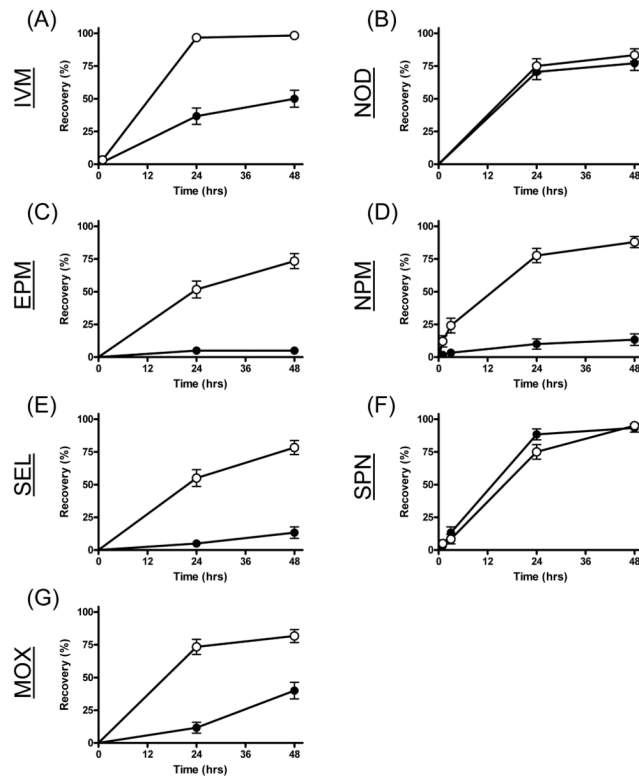 (A)
IVM
Recovery (%)
100
75
50
25
0
0 12 24 36 48
Time (hrs)
(B)
NOD
Recovery (%)
100
75
50
25
0
0 12 24 36 48
Time (hrs)
(C)
EPM
Recovery (%)
100
75
50
25
0
0 12 24 36 48
Time (hrs)
(D)
NPM
Recovery (%)
100
75
50
25
0
0 12 24 36 48
Time (hrs)
(E)
SEL
Recovery (%)
100
75
50
25
0
0 12 24 36 48
Time (hrs)
(F)
SPN
Recovery (%)
100
75
50
25
0
0 12 24 36 48
Time (hrs)
(G)
MOX
Recovery (%)
100
75
50
25
0
0 12 24 36 48
Time (hrs)